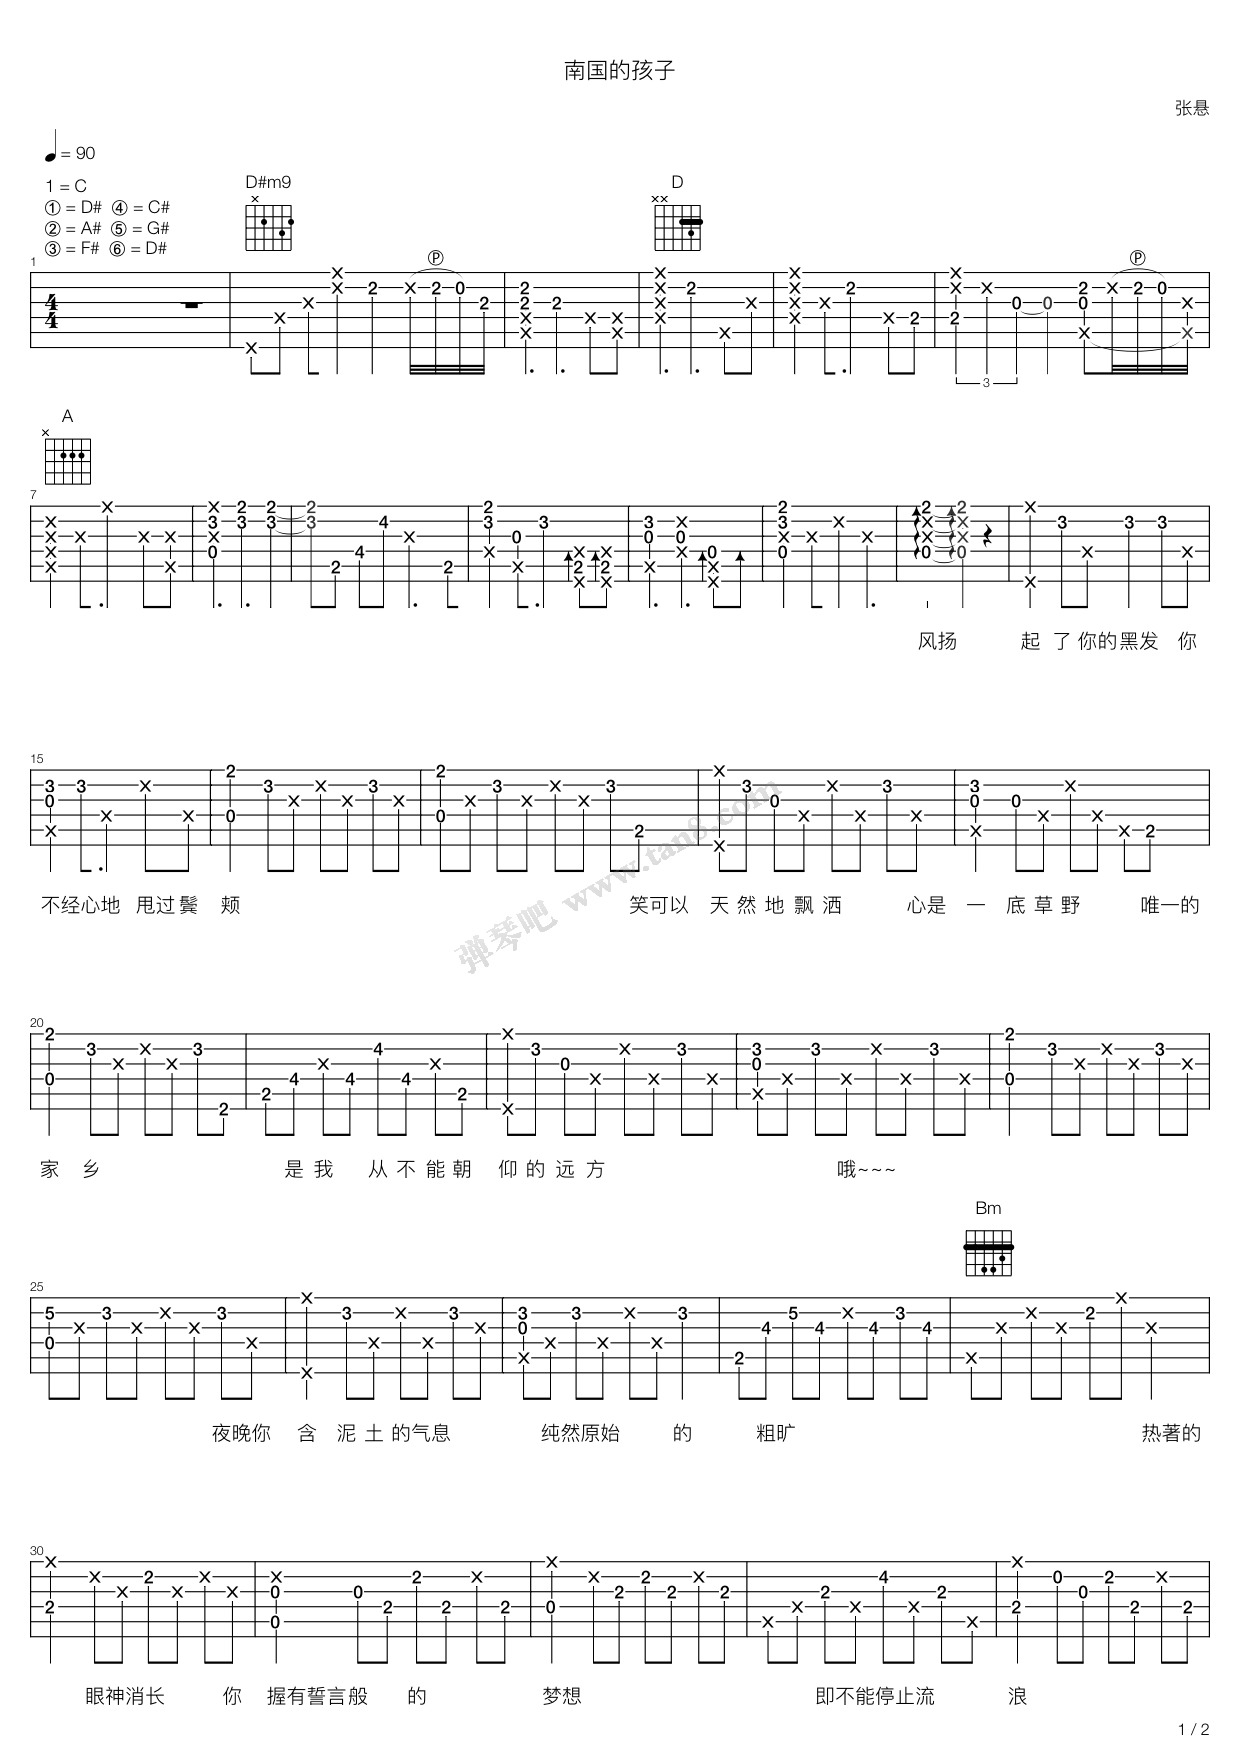 南国的孩子
张悬
= 90
1 = C
① = D# ④ = C#
② = A# ⑤ = G#
③ = F# ⑥ = D#
D#m9
D
A
风扬 起 了 你的黑发 你
不经心地 甩过鬓 颊 笑可以 天 然 地 飘 洒 心是 一 底 草 野 唯一的
弹琴吧 www.tan8.com
家 乡 是 我 从 不 能 朝 仰 的 远 方 哦~~~
Bm
夜晚你 含 泥 土 的气息 纯然原始 的 粗旷 热著的
眼神消长 你 握有誓言般 的 梦想 即不能停止流 浪
1 / 2